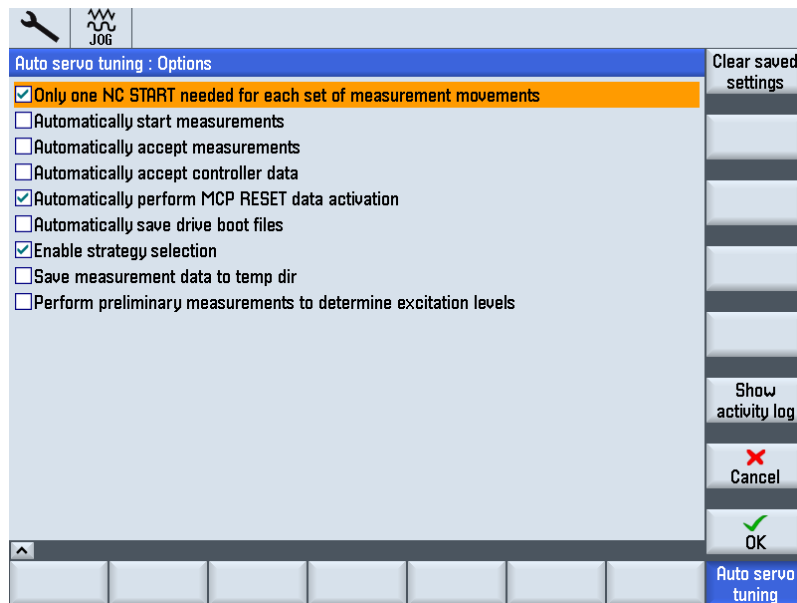 JOG
Auto servo tuning : Options
Only one NC START needed for each set of measurement movements
Automatically start measurements
Automatically accept measurements
Automatically accept controller data
Automatically perform MCP RESET data activation
Automatically save drive boot files
Enable strategy selection
Save measurement data to temp dir
Perform preliminary measurements to determine excitation levels
Clear saved
settings
Show
activity log
Cancel
OK
Auto servo
tuning